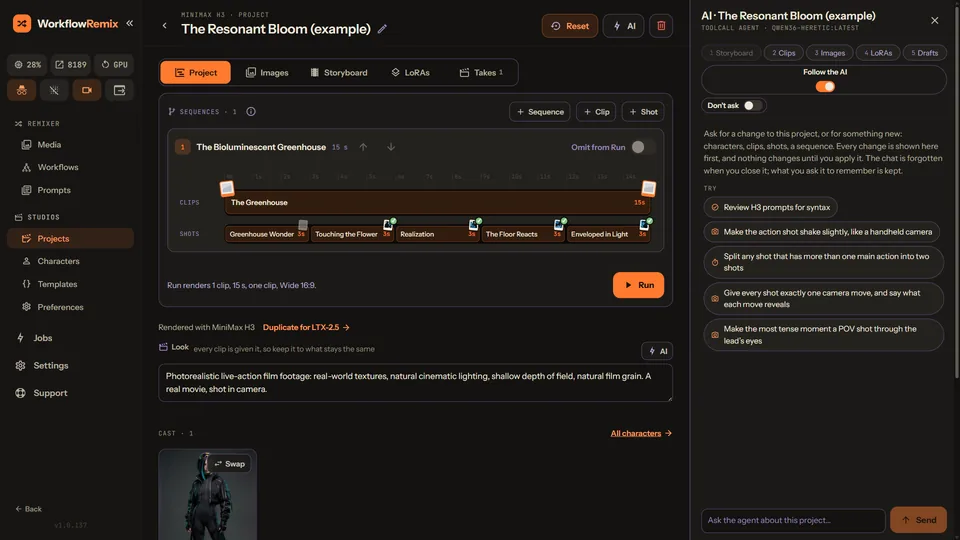 WorkflowRemix
28%
8189
GPU
REMIXER
Media
Workflows
Prompts
STUDIOS
Projects
Characters
Templates
Preferences
Jobs
Settings
Support
Back
v1.0.137
MINIMAX H3 · PROJECT
The Resonant Bloom (example)
Reset
AI
Project
Images
Storyboard
LoRAs
Takes 1
SEQUENCES · 1
+ Sequence
+ Clip
+ Shot
1
The Bioluminescent Greenhouse
15 s
Omit from Run
CLIPS
The Greenhouse
15s
SHOTS
Greenhouse Wonder
3s
Touching the Flower
3s
Realization
3s
The Floor Reacts
3s
Enveloped in Light
3s
Run renders 1 clip, 15 s, one clip, Wide 16:9.
Run
Rendered with MiniMax H3
Duplicate for LTX-2.5 →
Look
every clip is given it, so keep it to what stays the same
AI
Photorealistic live-action film footage: real-world textures, natural cinematic lighting, shallow depth of field, natural film grain. A
real movie, shot in camera.
CAST · 1
All characters →
Swap
AI · The Resonant Bloom (example)
TOOLCALL AGENT · QWEN36-HERETIC:LATEST
1 Storyboard
2 Clips
3 Images
4 LoRAs
5 Drafts
Follow the AI
Don't ask
Ask for a change to this project, or for something new:
characters, clips, shots, a sequence. Every change is shown here
first, and nothing changes until you apply it. The chat is forgotten
when you close it; what you ask it to remember is kept.
TRY
Review H3 prompts for syntax
Make the action shot shake slightly, like a handheld camera
Split any shot that has more than one main action into two
shots
Give every shot exactly one camera move, and say what
each move reveals
Make the most tense moment a POV shot through the
lead's eyes
Ask the agent about this project...
Send